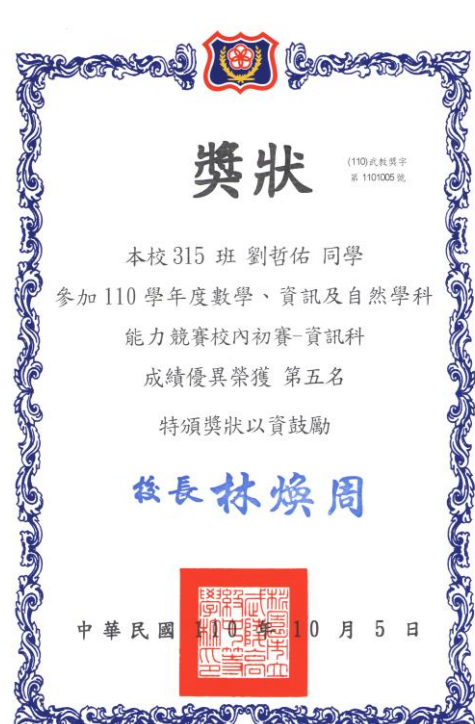 獎狀
(110)武教獎字
第 1101005 號
本校 315 班 劉哲佑 同學
參加 110 學年度數學、資訊及自然學科
能力競賽校內初賽-資訊科
成績優異榮獲 第五名
特頒獎狀以資鼓勵
校長 林煥周
中華民國 110 年 10 月 5 日